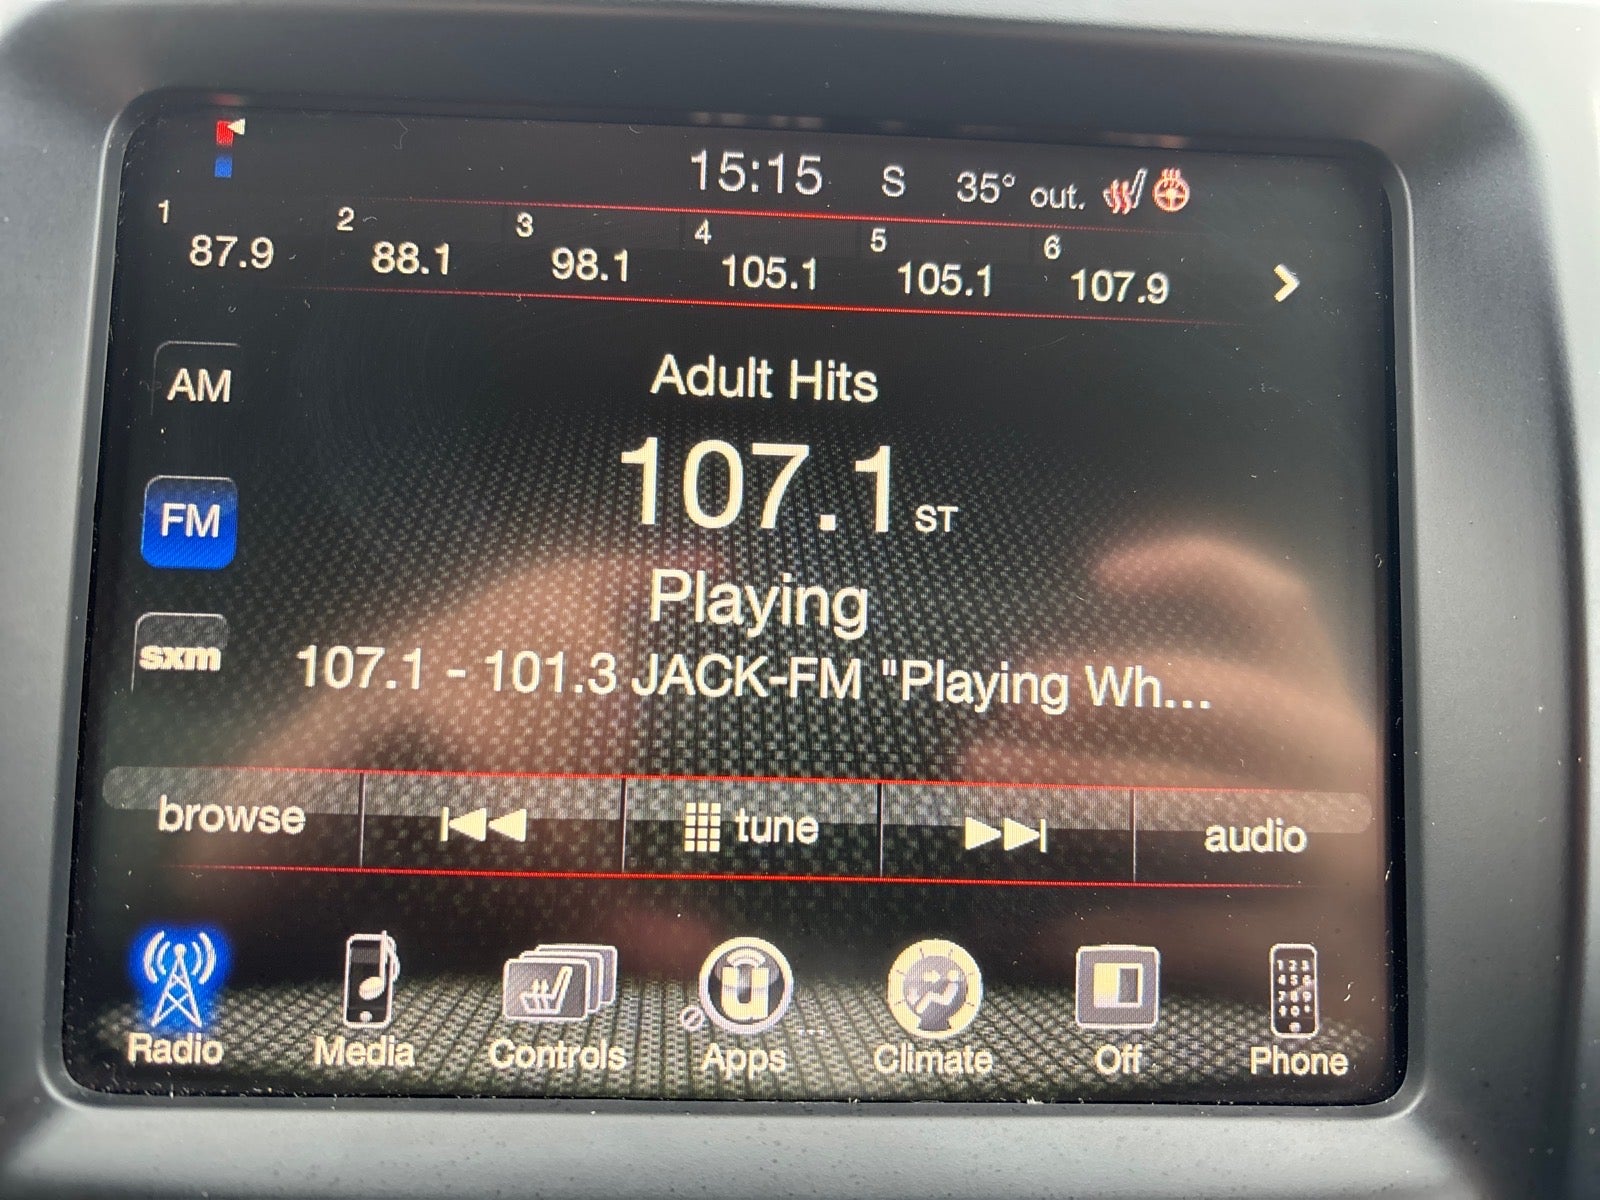 15:15 S 35° out.
1 87.9 2 88.1 3 98.1 4 105.1 5 105.1 6 107.9
AM
Adult Hits
FM
107.1 ST
Playing
sxm
107.1 - 101.3 JACK-FM "Playing Wh...
browse tune audio
Radio Media Controls Apps Climate Off Phone